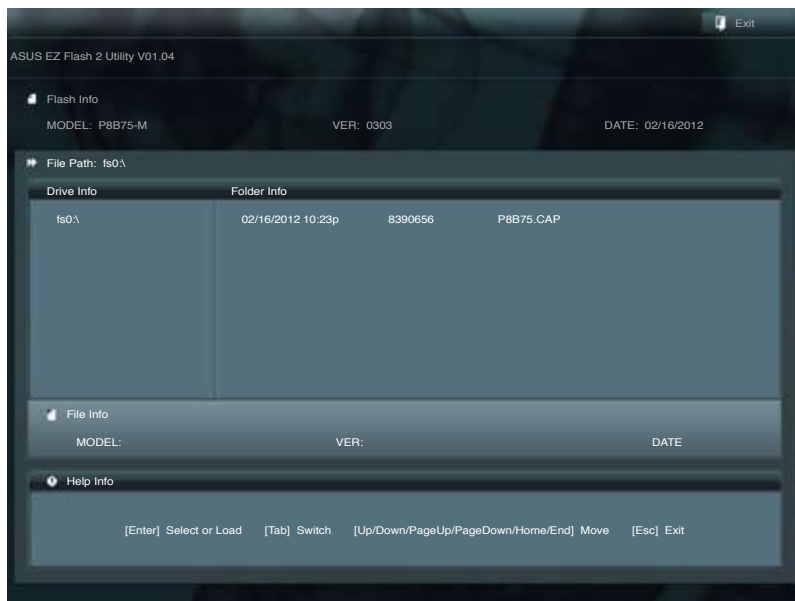 Exit
ASUS EZ Flash 2 Utility V01.04
Flash Info
MODEL: P8B75-M VER: 0303 DATE: 02/16/2012
File Path: fs0:\
Drive Info Folder Info
fs0:\ 02/16/2012 10:23p 8390656 P8B75.CAP
File Info
MODEL: VER: DATE
Help Info
[Enter] Select or Load [Tab] Switch [Up/Down/PageUp/PageDown/Home/End] Move [Esc] Exit